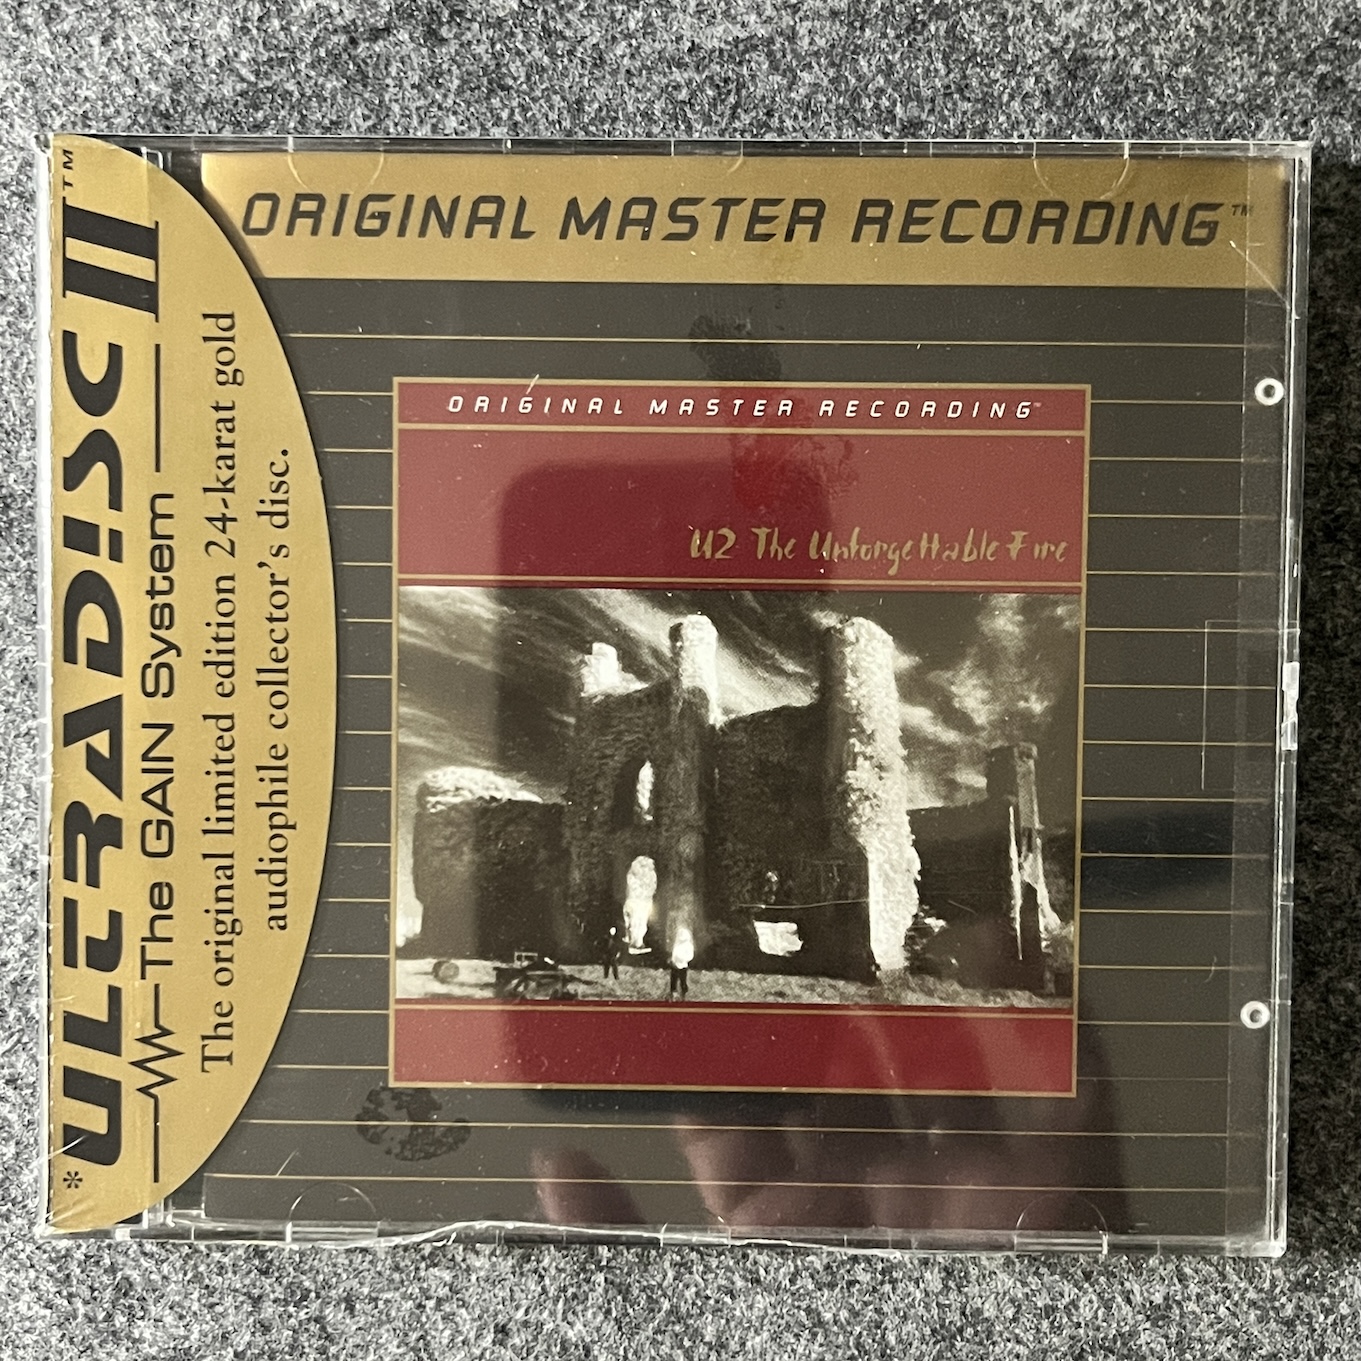 ORIGINAL MASTER RECORDING™
ORIGINAL MASTER RECORDING™
U2 The Unforgettable Fire
*ULTRADISC II™
The GAIN System
The original limited edition 24-karat gold
audiophile collector's disc.